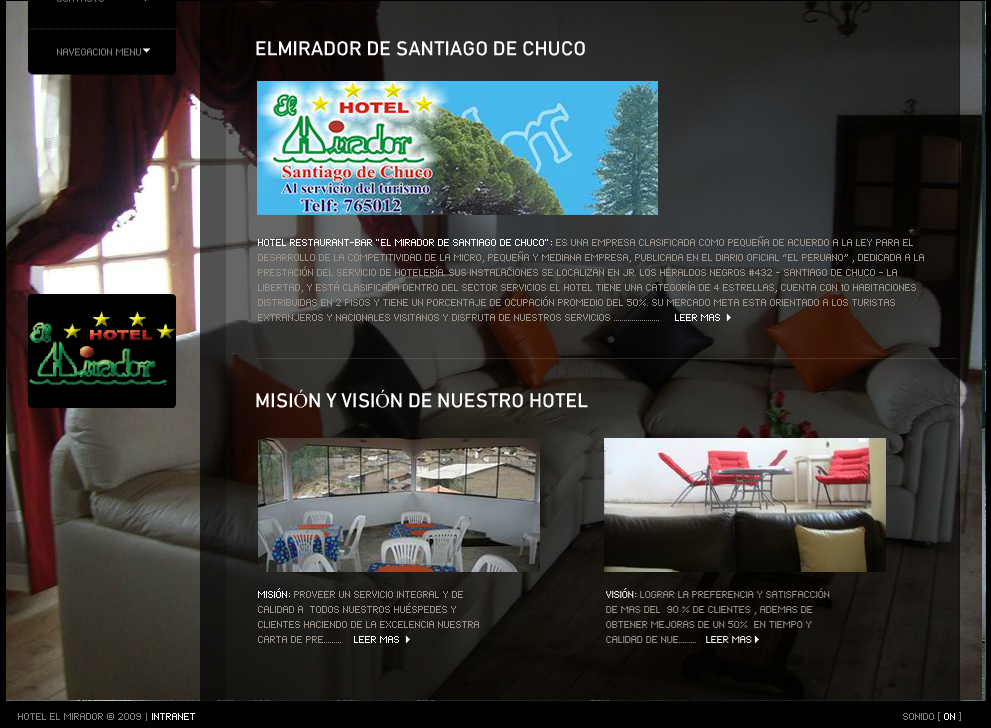 NAVEGACION MENU
ELMIRADOR DE SANTIAGO DE CHUCO
El HOTEL
Mirador
Santiago de Chuco
Al servicio del turismo
Telf: 765012
HOTEL RESTAURANT-BAR "EL MIRADOR DE SANTIAGO DE CHUCO": ES UNA EMPRESA CLASIFICADA COMO PEQUEÑA DE ACUERDO A LA LEY PARA EL
DESARROLLO DE LA COMPETITIVIDAD DE LA MICRO, PEQUEÑA Y MEDIANA EMPRESA, PUBLICADA EN EL DIARIO OFICIAL "EL PERUANO" , DEDICADA A LA
PRESTACIÓN DEL SERVICIO DE HOTELERÍA. SUS INSTALACIONES SE LOCALIZAN EN JR. LOS HERALDOS NEGROS #432 - SANTIAGO DE CHUCO - LA
LIBERTAD, Y ESTÁ CLASIFICADA DENTRO DEL SECTOR SERVICIOS EL HOTEL TIENE UNA CATEGORÍA DE 4 ESTRELLAS, CUENTA CON 10 HABITACIONES
DISTRIBUIDAS EN 2 PISOS Y TIENE UN PORCENTAJE DE OCUPACIÓN PROMEDIO DEL 50%. SU MERCADO META ESTA ORIENTADO A LOS TURISTAS
EXTRANJEROS Y NACIONALES VISITANOS Y DISFRUTA DE NUESTROS SERVICIOS ...................... LEER MAS
El HOTEL
Mirador
MISIÓN Y VISIÓN DE NUESTRO HOTEL
MISIÓN: PROVEER UN SERVICIO INTEGRAL Y DE
CALIDAD A TODOS NUESTROS HUÉSPEDES Y
CLIENTES HACIENDO DE LA EXCELENCIA NUESTRA
CARTA DE PRE......... LEER MAS
VISIÓN: LOGRAR LA PREFERENCIA Y SATISFACCIÓN
DE MAS DEL 90 % DE CLIENTES , ADEMAS DE
OBTENER MEJORAS DE UN 50% EN TIEMPO Y
CALIDAD DE NUE......... LEER MAS
HOTEL EL MIRADOR © 2009 | INTRANET
SONIDO [ ON ]